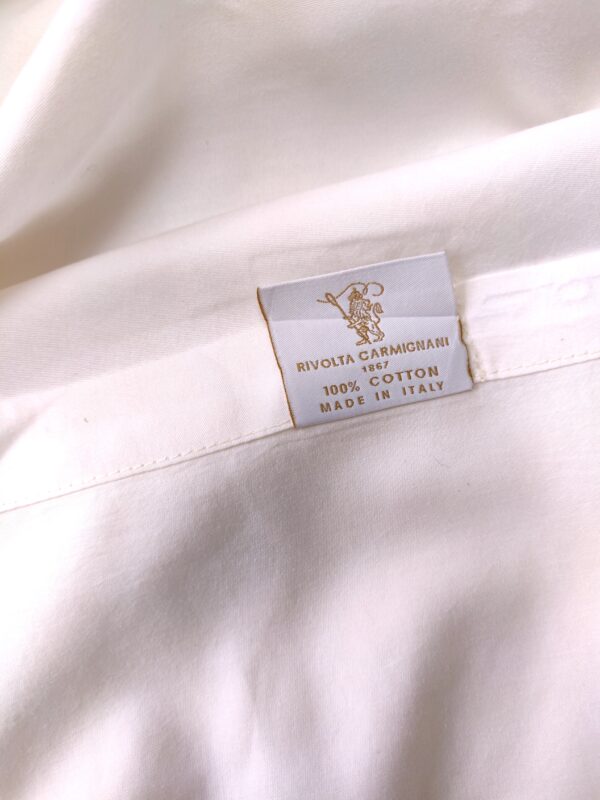 RIVOLTA CARMIGNANI
1867
100% COTTON
MADE IN ITALY